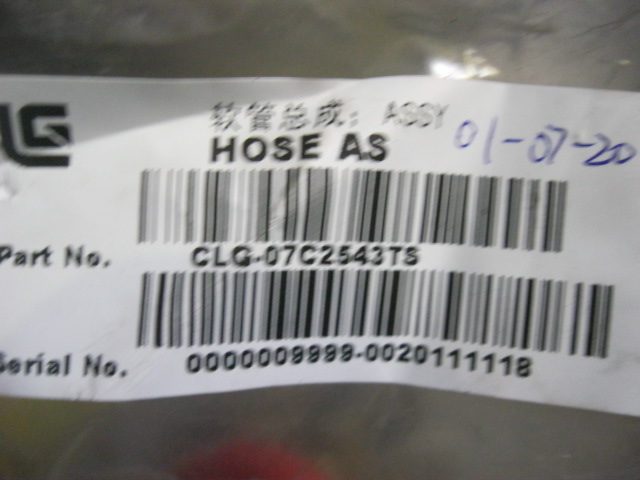 LG
软管总成: ASSY
01-07-20
HOSE AS
Part No. CLG-07C2543TS
Serial No. 0000009999-0020111118